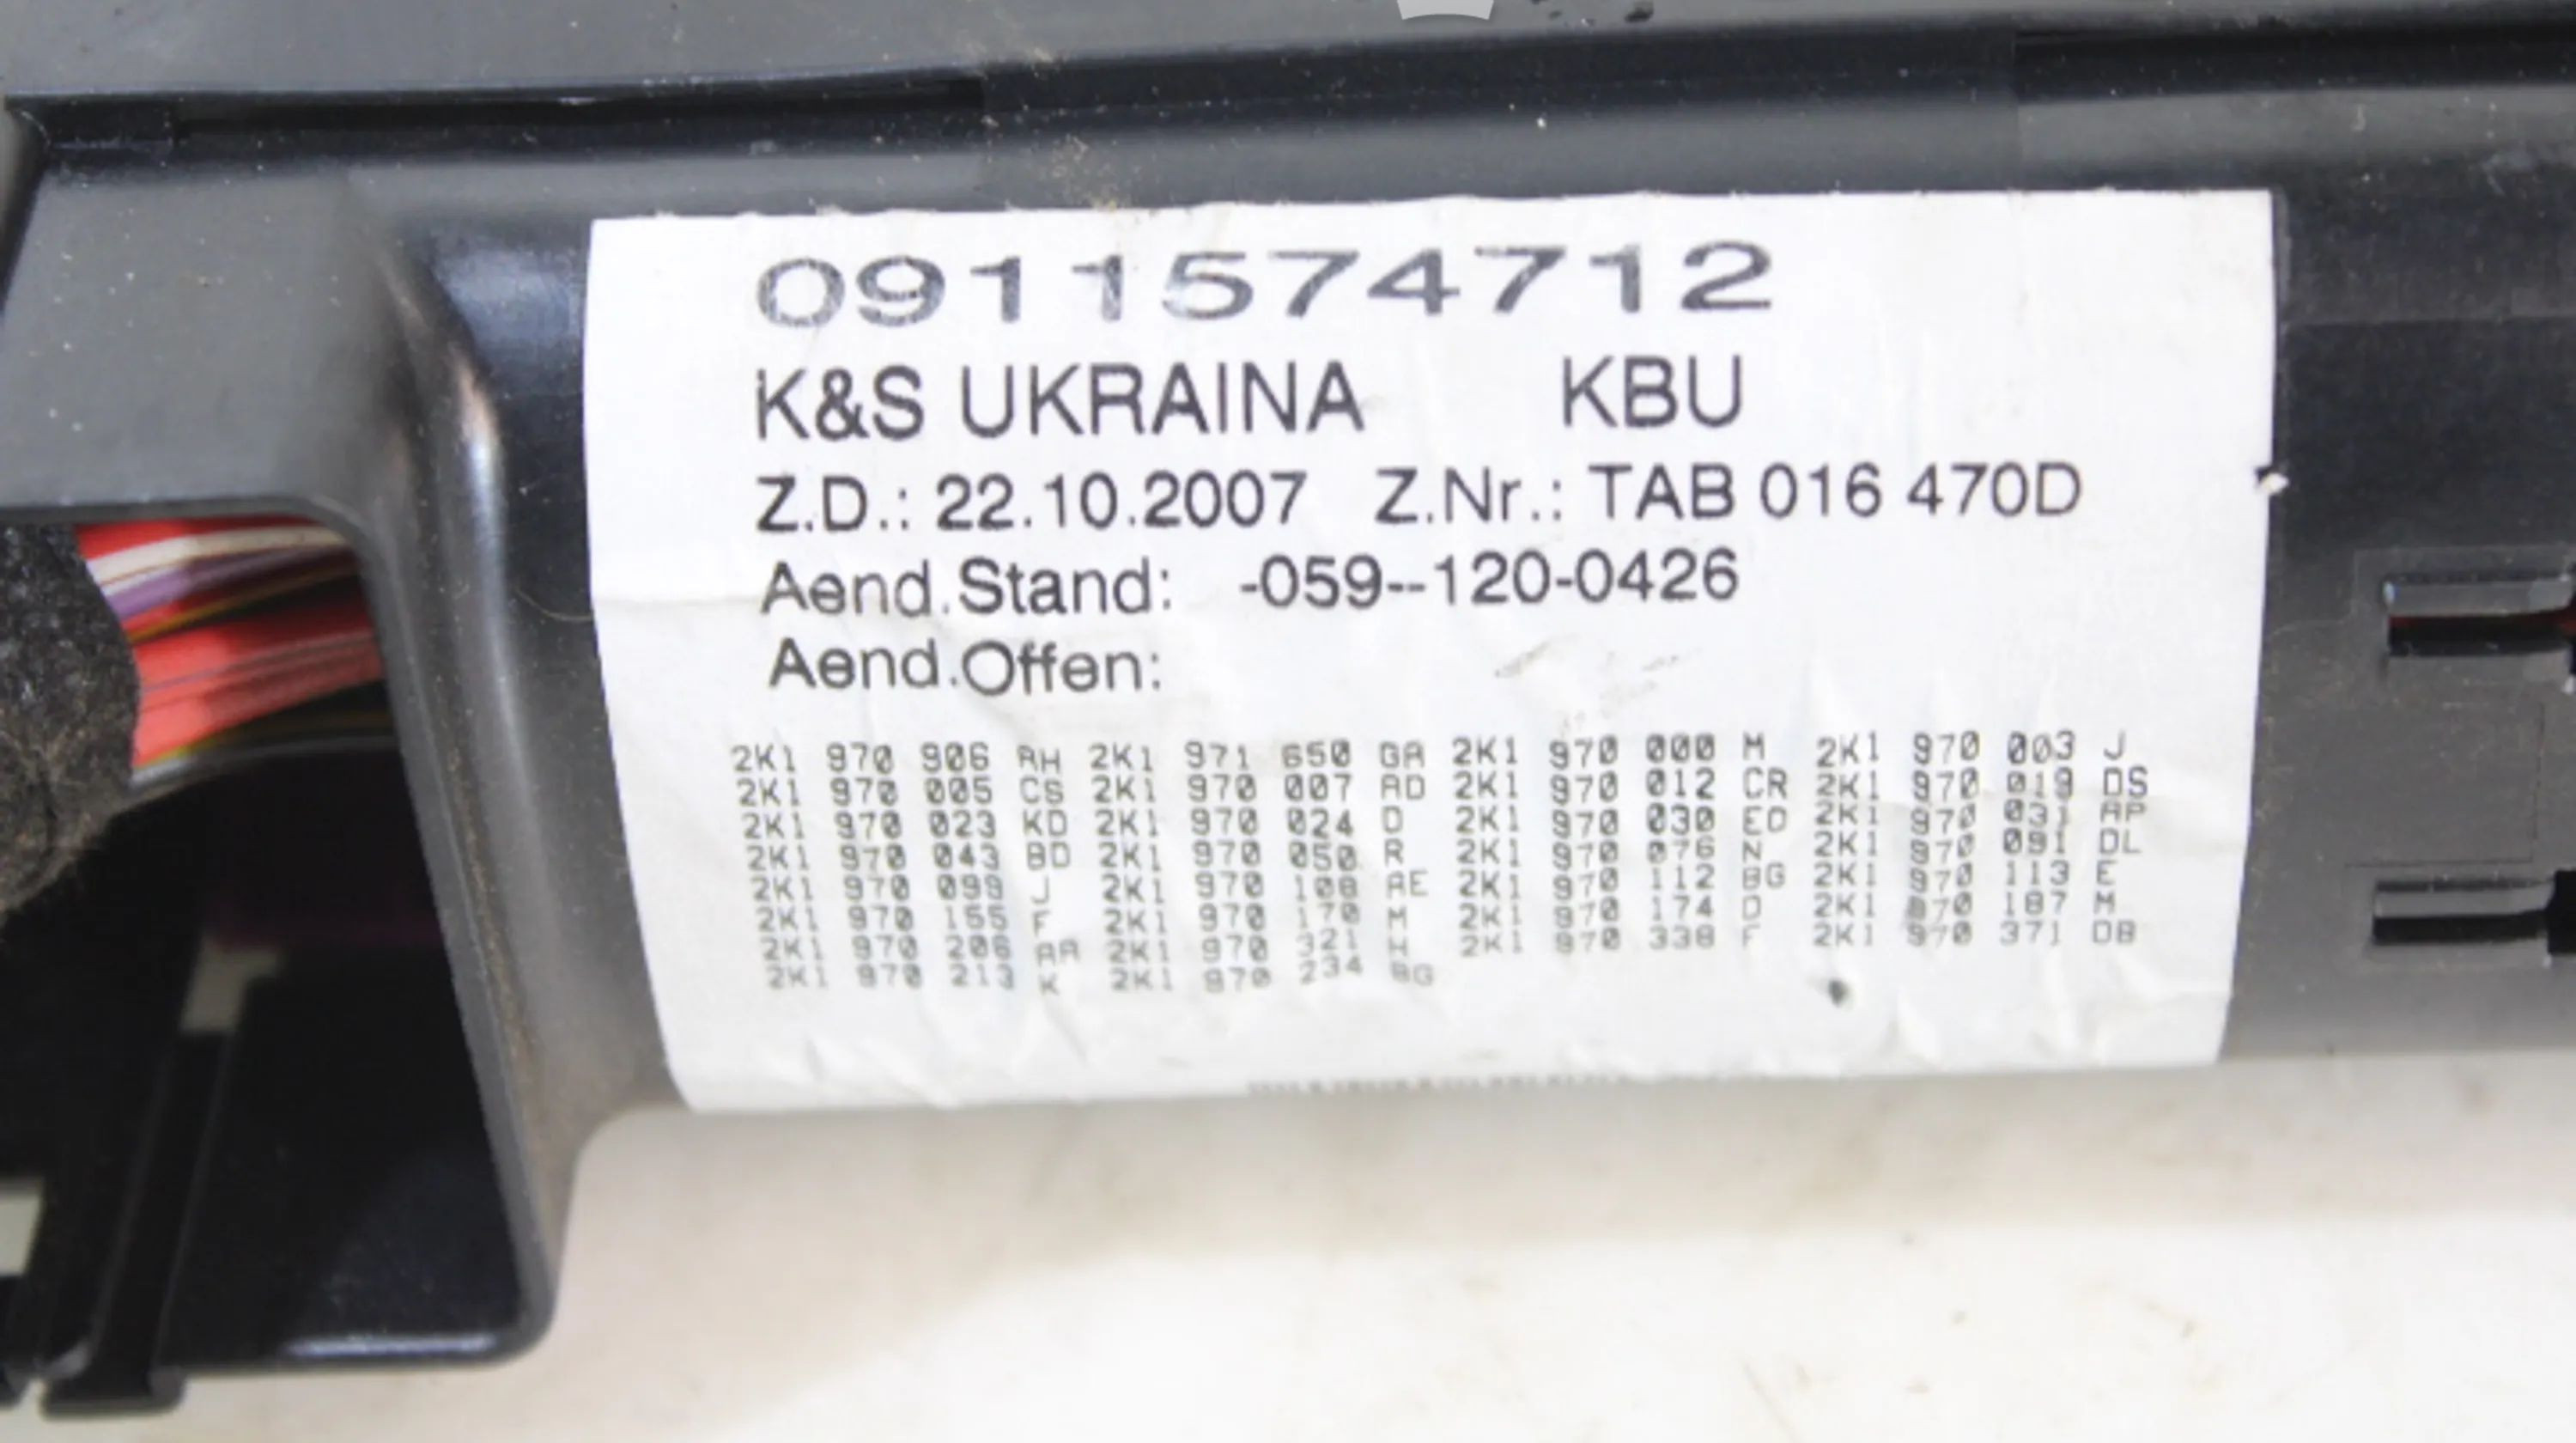 0911574712
K&S UKRAINA KBU
Z.D.: 22.10.2007 Z.Nr.: TAB 016 470D
Aend.Stand: -059--120-0426
Aend.Offen:
2K1 970 906 AH 2K1 971 650 GA 2K1 970 000 M 2K1 970 003 J
2K1 970 005 CS 2K1 970 007 AD 2K1 970 012 CR 2K1 970 019 DS
2K1 970 023 KD 2K1 970 024 D 2K1 970 030 ED 2K1 970 031 AP
2K1 970 043 BD 2K1 970 050 R 2K1 970 076 N 2K1 970 091 DL
2K1 970 099 J 2K1 970 108 AE 2K1 970 112 BG 2K1 970 113 E
2K1 970 155 F 2K1 970 170 M 2K1 970 174 D 2K1 970 187 M
2K1 970 206 AA 2K1 970 321 H 2K1 970 338 F 2K1 970 371 DB
2K1 970 213 K 2K1 970 234 BG